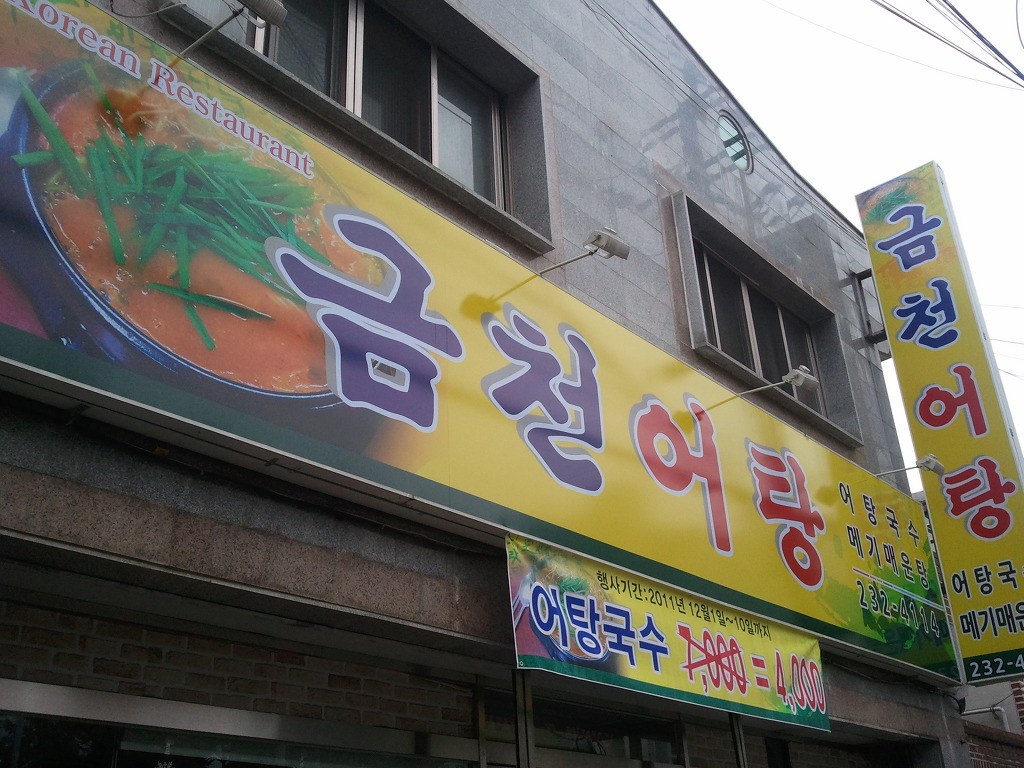 Korean Restaurant
금천어탕
어탕국수
메기매운탕
232-4114
행사기간:2011년 12월1일~10일까지
어탕국수 7,000 = 4,000
금천어탕
어탕국
메기매운
232-4